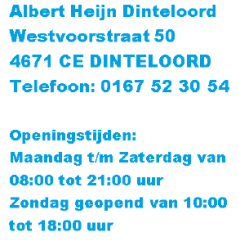 Albert Heijn Dinteloord
Westvoorstraat 50
4671 CE DINTELOORD
Telefoon: 0167 52 30 54
Openingstijden:
Maandag t/m Zaterdag van
08:00 tot 21:00 uur
Zondag geopend van 10:00
tot 18:00 uur